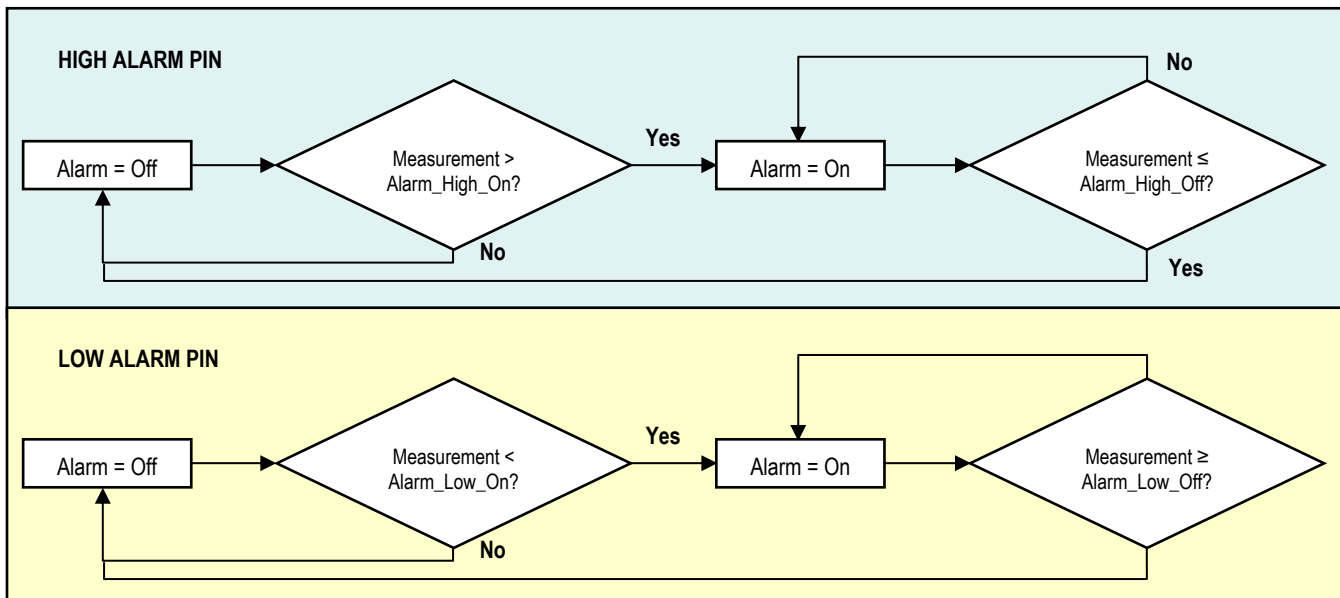 HIGH ALARM PIN
No
Yes
Alarm = Off
Measurement >
Alarm_High_On?
Alarm = On
Measurement ≤
Alarm_High_Off?
No
Yes
LOW ALARM PIN
Yes
Alarm = Off
Measurement <
Alarm_Low_On?
Alarm = On
Measurement ≥
Alarm_Low_Off?
No